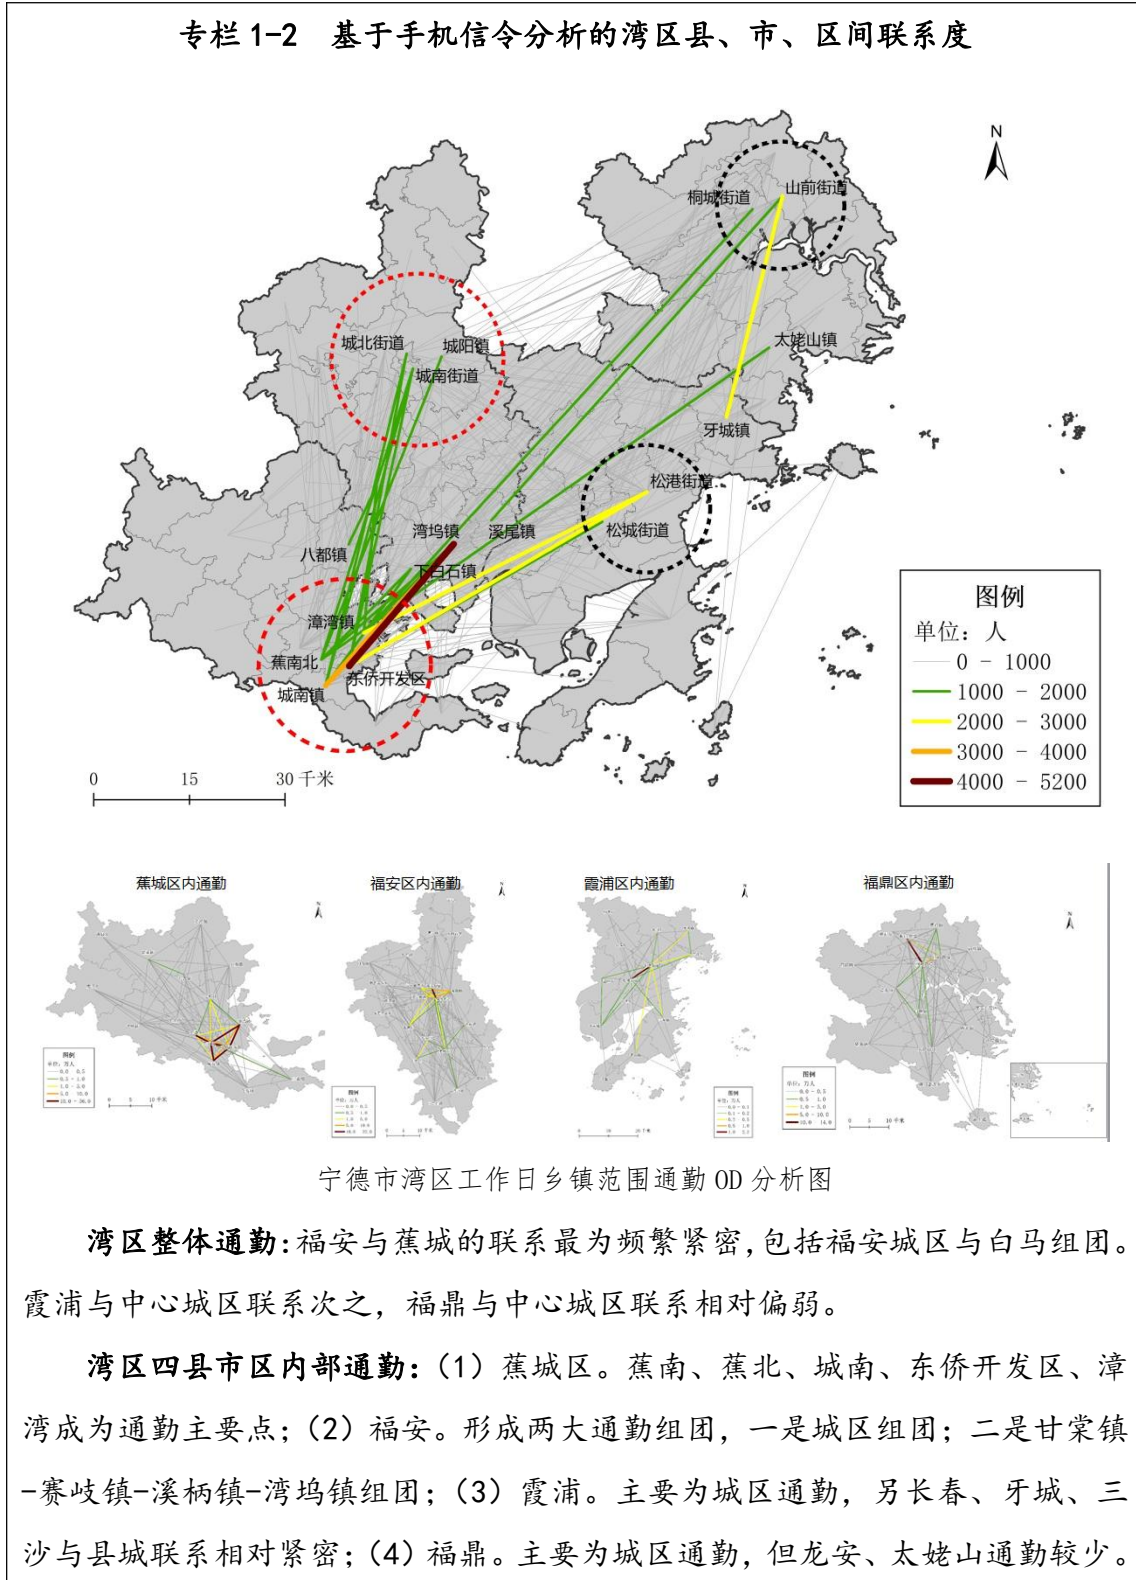 专栏 1-2 基于手机信令分析的湾区县、市、区间联系度
N
桐城街道
山前街道
城北街道
城阳镇
城南街道
太姥山镇
牙城镇
松港街道
松城街道
湾坞镇
溪尾镇
八都镇
下白石镇
漳湾镇
蕉南北
东侨开发区
城南镇
0 15 30 千米
图例
单位: 人
0 - 1000
1000 - 2000
2000 - 3000
3000 - 4000
4000 - 5200
蕉城区内通勤
福安区内通勤
霞浦区内通勤
福鼎区内通勤
宁德市湾区工作日乡镇范围通勤 OD 分析图
湾区整体通勤:福安与蕉城的联系最为频繁紧密,包括福安城区与白马组团。
霞浦与中心城区联系次之，福鼎与中心城区联系相对偏弱。
湾区四县市区内部通勤:（1）蕉城区。蕉南、蕉北、城南、东侨开发区、漳
湾成为通勤主要点;（2）福安。形成两大通勤组团，一是城区组团；二是甘棠镇
-赛岐镇-溪柄镇-湾坞镇组团;（3）霞浦。主要为城区通勤，另长春、牙城、三
沙与县城联系相对紧密;（4）福鼎。主要为城区通勤，但龙安、太姥山通勤较少。